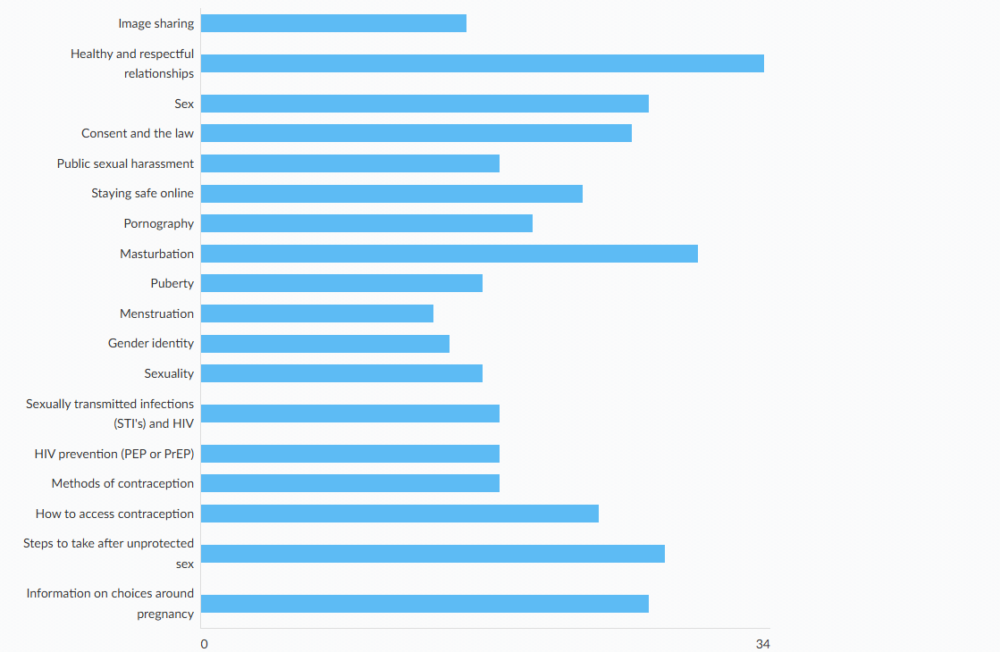 Image sharing
Healthy and respectful
relationships
Sex
Consent and the law
Public sexual harassment
Staying safe online
Pornography
Masturbation
Puberty
Menstruation
Gender identity
Sexuality
Sexually transmitted infections
(STI's) and HIV
HIV prevention (PEP or PrEP)
Methods of contraception
How to access contraception
Steps to take after unprotected
sex
Information on choices around
pregnancy
0 34